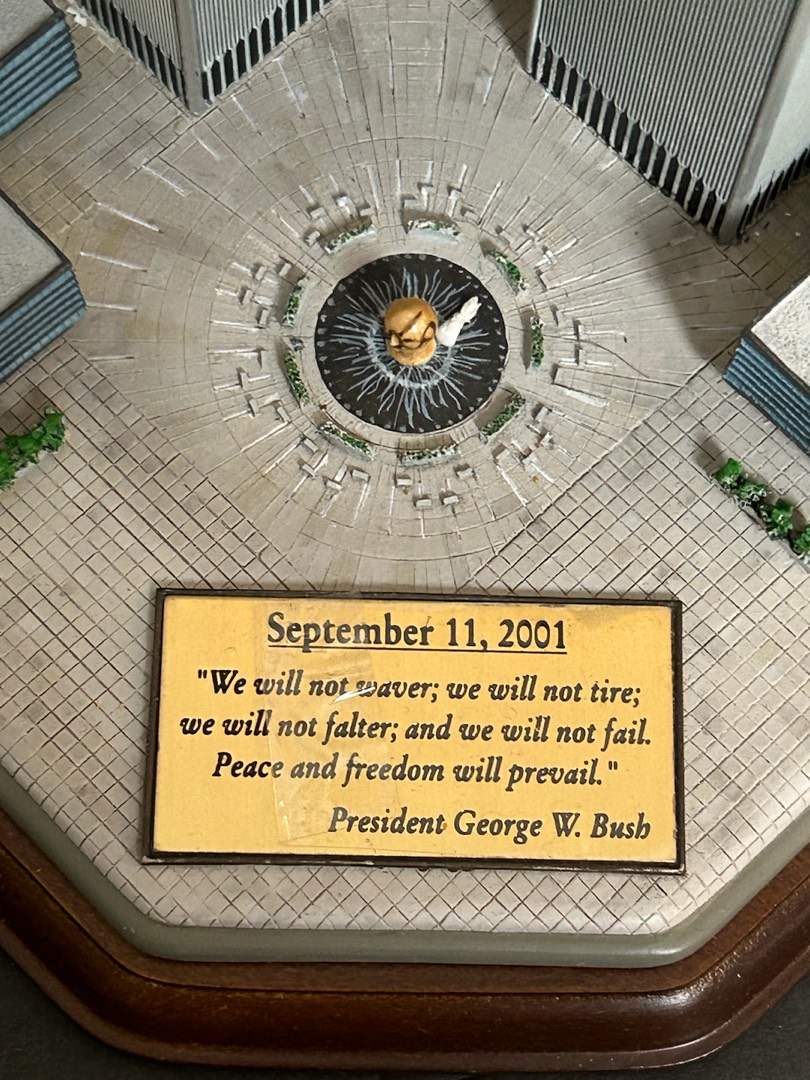 September 11, 2001
"We will not waver; we will not tire;
we will not falter; and we will not fail.
Peace and freedom will prevail."
President George W. Bush